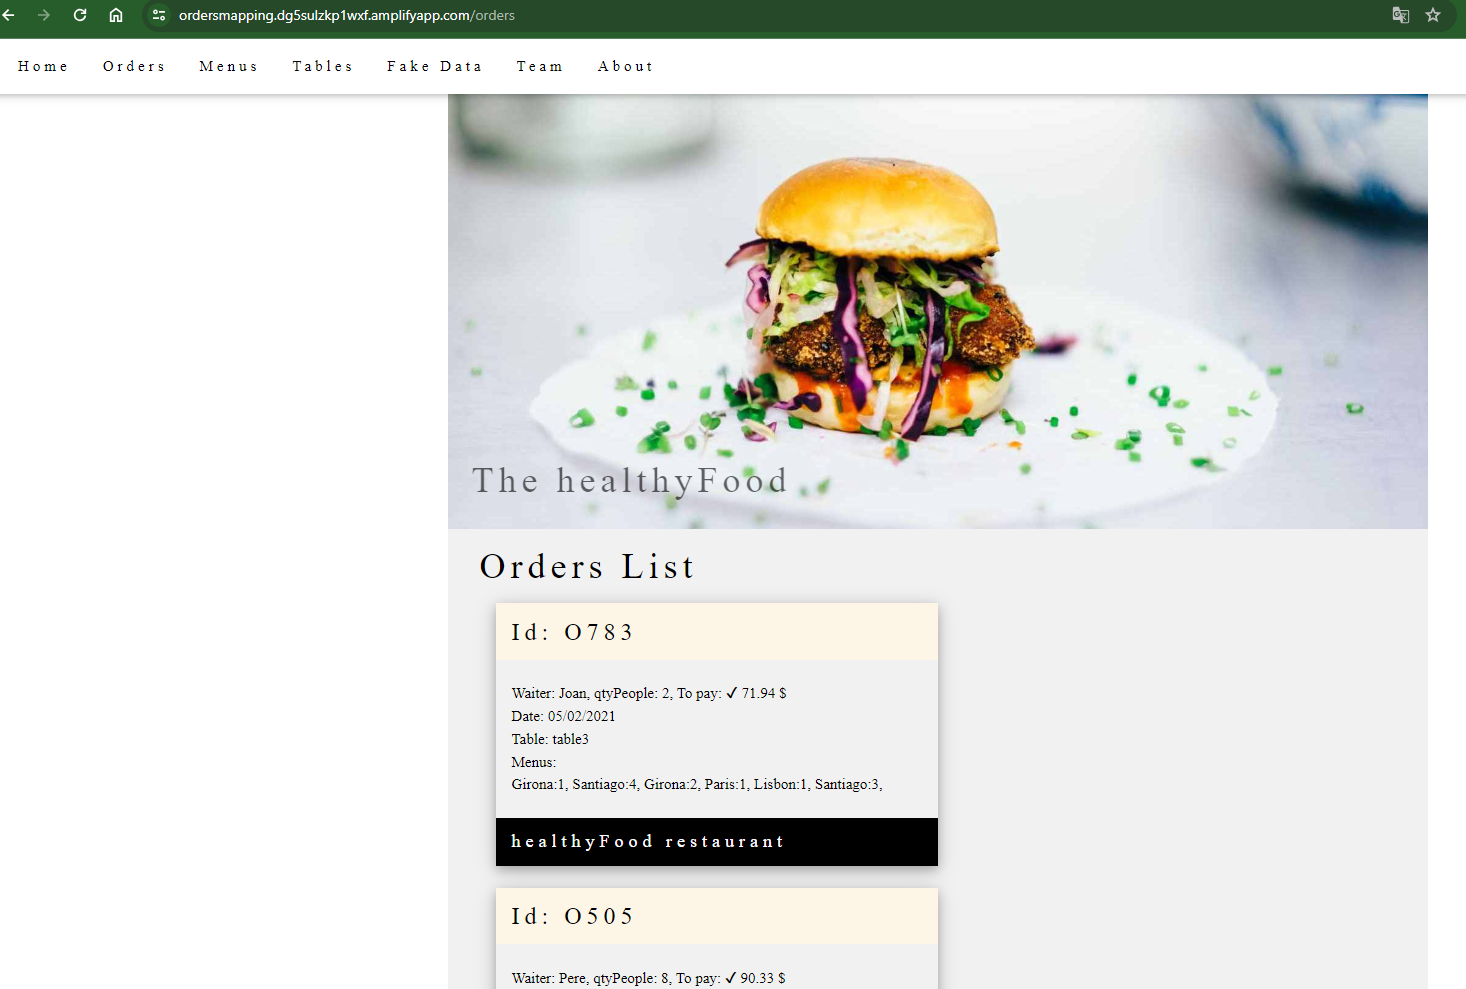 ordersmapping.dg5sulzkp1wxf.amplifyapp.com/orders
Home Orders Menus Tables Fake Data Team About
The healthyFood
Orders List
Id: O783
Waiter: Joan, qtyPeople: 2, To pay: ✓ 71.94 $
Date: 05/02/2021
Table: table3
Menus:
Girona:1, Santiago:4, Girona:2, Paris:1, Lisbon:1, Santiago:3,
healthyFood restaurant
Id: O505
Waiter: Pere, qtyPeople: 8, To pay: ✓ 90.33 $